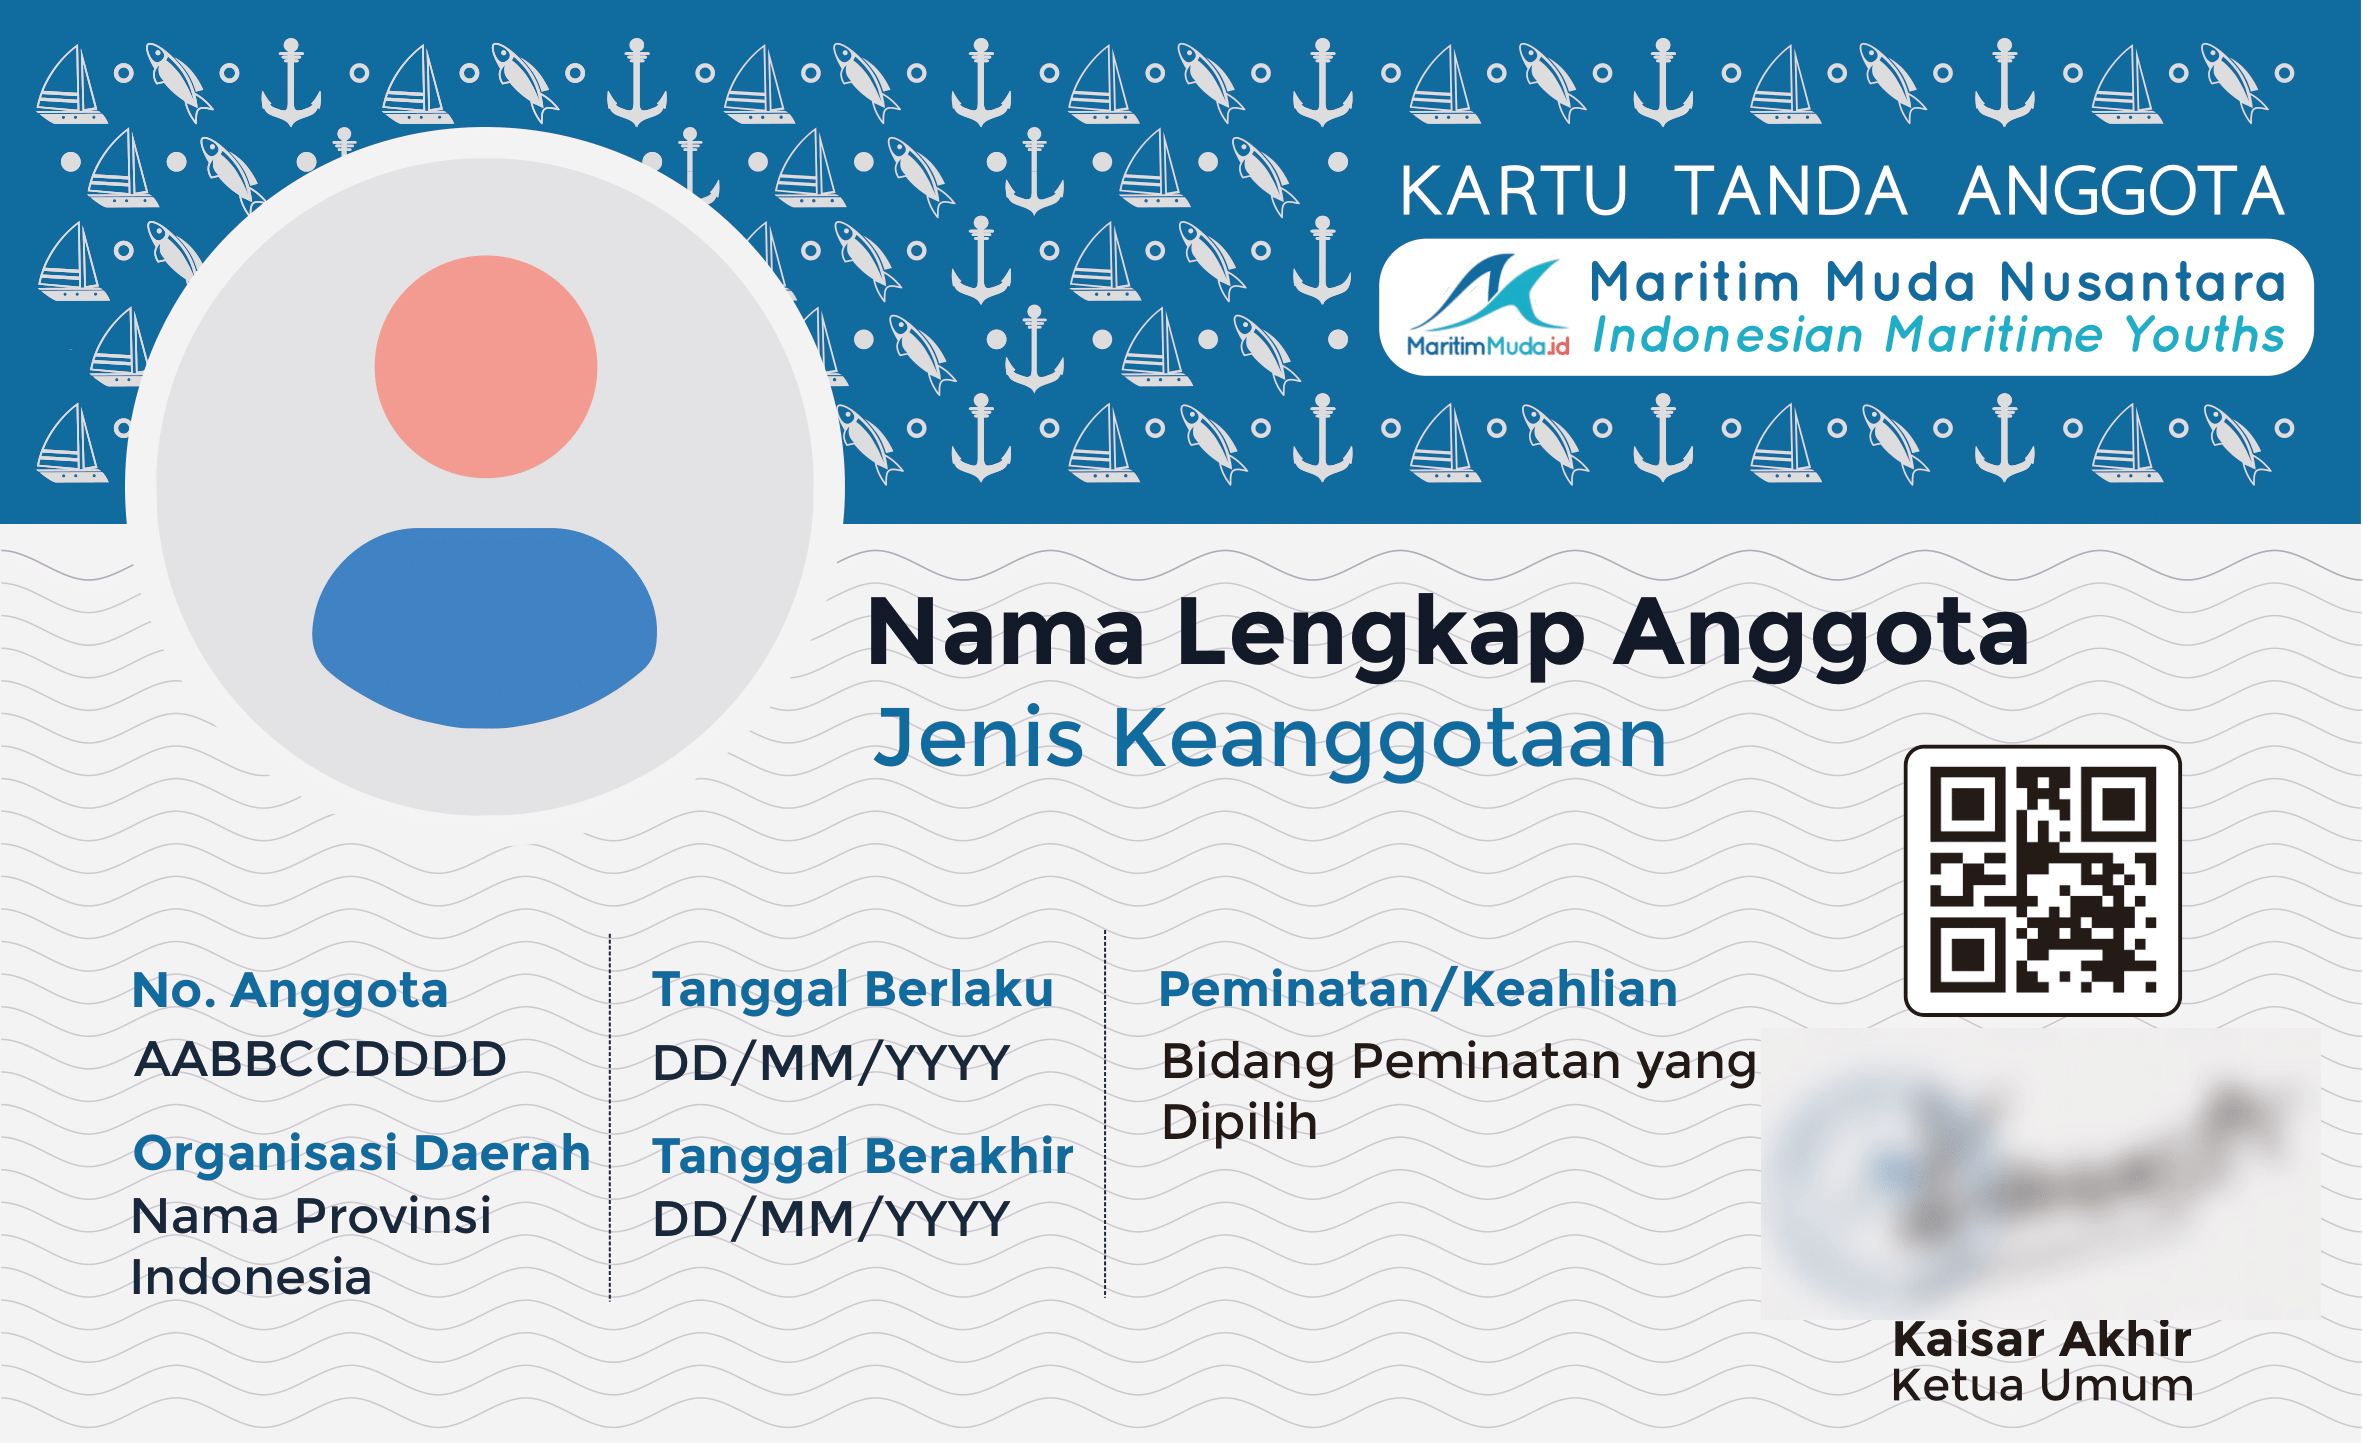 KARTU TANDA ANGGOTA
MaritimMuda.id
Maritim Muda Nusantara
Indonesian Maritime Youths
Nama Lengkap Anggota
Jenis Keanggotaan
No. Anggota
AABBCCDDDD
Organisasi Daerah
Nama Provinsi
Indonesia
Tanggal Berlaku
DD/MM/YYYY
Tanggal Berakhir
DD/MM/YYYY
Peminatan/Keahlian
Bidang Peminatan yang
Dipilih
Kaisar Akhir
Ketua Umum